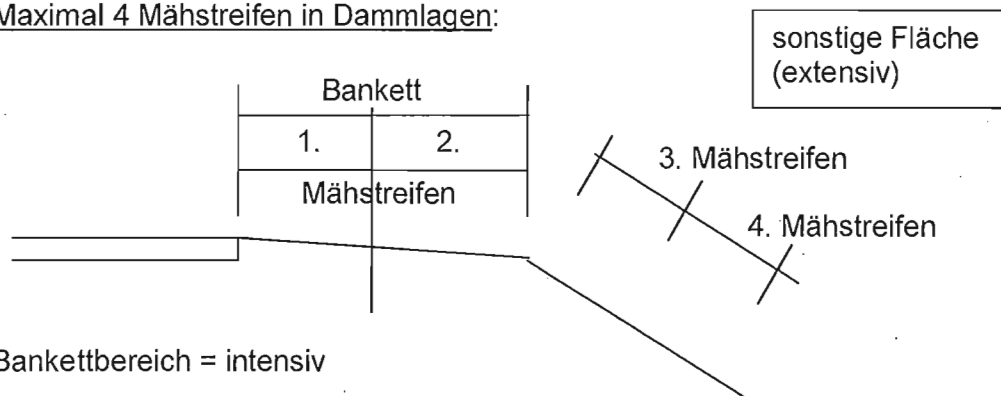 Maximal 4 Mähstreifen in Dammlagen:
sonstige Fläche
(extensiv)
Bankett
1. 2.
Mähstreifen
3. Mähstreifen
4. Mähstreifen
Bankettbereich = intensiv